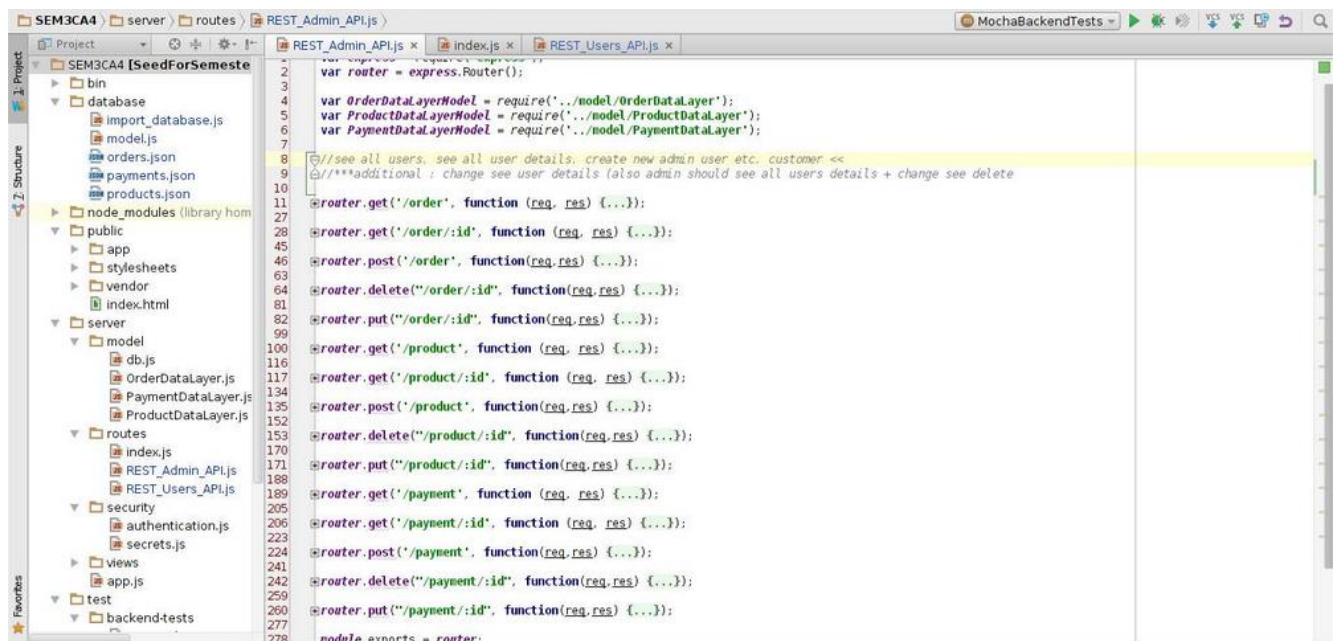 SEM3CA4 server routes REST_Admin_API.js
MochaBackendTests
Project
REST_Admin_API.js × index.js × REST_Users_API.js ×
1: Project
Z: Structure
Favorites
SEM3CA4 [SeedForSemeste
bin
database
import_database.js
model.js
orders.json
payments.json
products.json
node_modules (library hom
public
app
stylesheets
vendor
index.html
server
model
db.js
OrderDataLayer.js
PaymentDataLayer.js
ProductDataLayer.js
routes
index.js
REST_Admin_API.js
REST_Users_API.js
security
authentication.js
secrets.js
views
app.js
test
backend-tests
1 var express = require('express');
2 var router = express.Router();
3
4 var OrderDataLayerModel = require('../model/OrderDataLayer');
5 var ProductDataLayerModel = require('../model/ProductDataLayer');
6 var PaymentDataLayerModel = require('../model/PaymentDataLayer');
7
8 //see all users. see all user details. create new admin user etc. customer <<
9 //***additional : change see user details (also admin should see all users details + change see delete
10
11 router.get('/order', function (req, res) {...});
27
28 router.get('/order/:id', function (req, res) {...});
45
46 router.post('/order', function(req,res) {...});
63
64 router.delete("/order/:id", function(req,res) {...});
81
82 router.put("/order/:id", function(req,res) {...});
99
100 router.get('/product', function (req, res) {...});
116
117 router.get('/product/:id', function (req, res) {...});
134
135 router.post('/product', function(req,res) {...});
152
153 router.delete("/product/:id", function(req,res) {...});
170
171 router.put("/product/:id", function(req,res) {...});
188
189 router.get('/payment', function (req, res) {...});
205
206 router.get('/payment/:id', function (req, res) {...});
223
224 router.post('/payment', function(req,res) {...});
241
242 router.delete("/payment/:id", function(req,res) {...});
259
260 router.put("/payment/:id", function(req,res) {...});
277
278 module.exports = router;